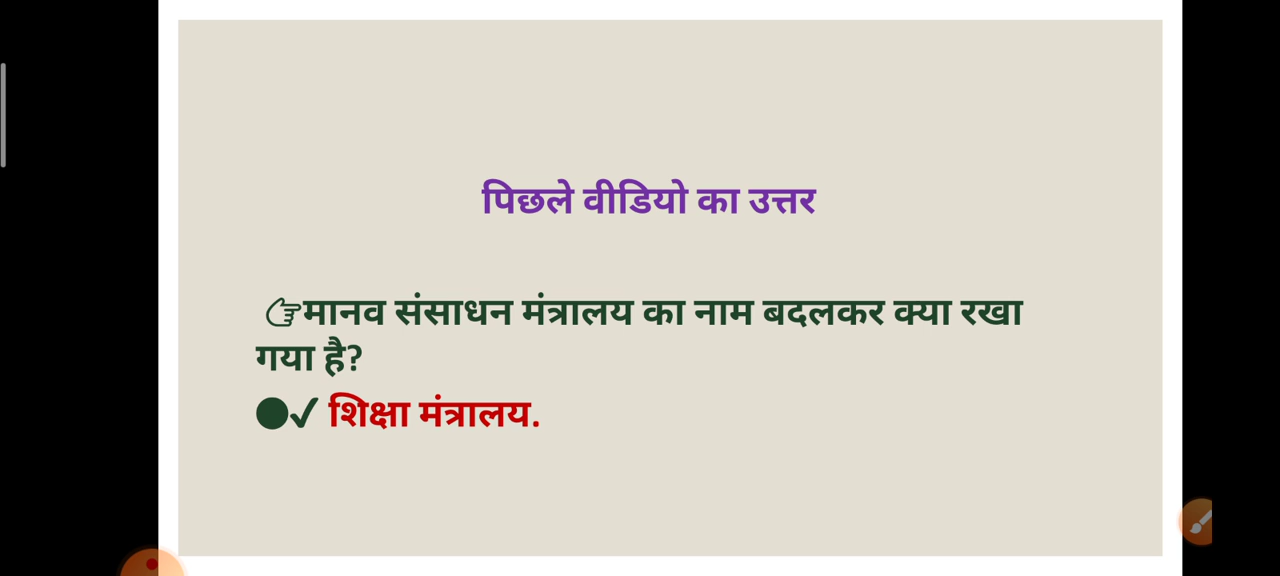 पिछले वीडियो का उत्तर
👉मानव संसाधन मंत्रालय का नाम बदलकर क्या रखा
गया है?
●✓ शिक्षा मंत्रालय.